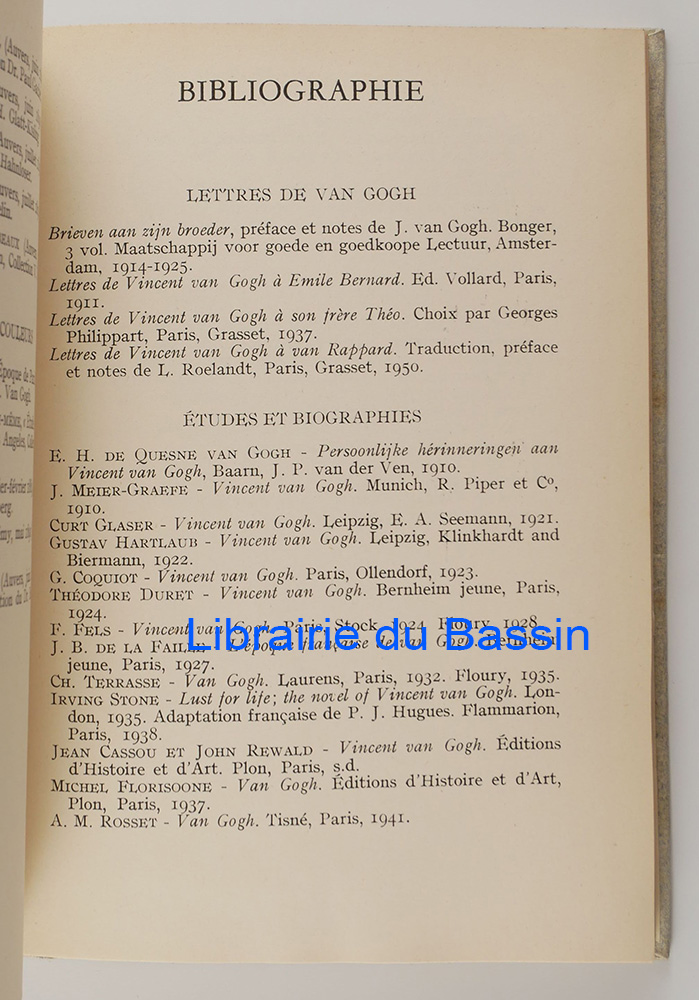 BIBLIOGRAPHIE
LETTRES DE VAN GOGH
Brieven aan zijn broeder, préface et notes de J. van Gogh. Bonger,
3 vol. Maatschappij voor goede en goedkoope Lectuur, Amster-
dam, 1914-1925.
Lettres de Vincent van Gogh à Emile Bernard. Ed. Vollard, Paris,
1911.
Lettres de Vincent van Gogh à son frère Théo. Choix par Georges
Philippart, Paris, Grasset, 1937.
Lettres de Vincent van Gogh à van Rappard. Traduction, préface
et notes de L. Roelandt, Paris, Grasset, 1950.
ÉTUDES ET BIOGRAPHIES
E. H. DE QUESNE VAN GOGH - Persoonlijke hérinneringen aan
Vincent van Gogh, Baarn, J. P. van der Ven, 1910.
J. MEIER-GRAEFE - Vincent van Gogh. Munich, R. Piper et Co,
1910.
CURT GLASER - Vincent van Gogh. Leipzig, E. A. Seemann, 1921.
GUSTAV HARTLAUB - Vincent van Gogh. Leipzig, Klinkhardt and
Biermann, 1922.
G. COQUIOT - Vincent van Gogh. Paris, Ollendorf, 1923.
THÉODORE DURET - Vincent van Gogh. Bernheim jeune, Paris,
1924.
F. FELS - Vincent van Gogh. Paris, Stock, 1924. Floury, 1928.
Librairie du Bassin
J. B. DE LA FAILLE - L'époque française de van Gogh. Bernheim
jeune, Paris, 1927.
CH. TERRASSE - Van Gogh. Laurens, Paris, 1932. Floury, 1935.
IRVING STONE - Lust for life; the novel of Vincent van Gogh. Lon-
don, 1935. Adaptation française de P. J. Hugues. Flammarion,
Paris, 1938.
JEAN CASSOU ET JOHN REWALD - Vincent van Gogh. Éditions
d'Histoire et d'Art. Plon, Paris, s.d.
MICHEL FLORISOONE - Van Gogh. Éditions d'Histoire et d'Art,
Plon, Paris, 1937.
A. M. ROSSET - Van Gogh. Tisné, Paris, 1941.